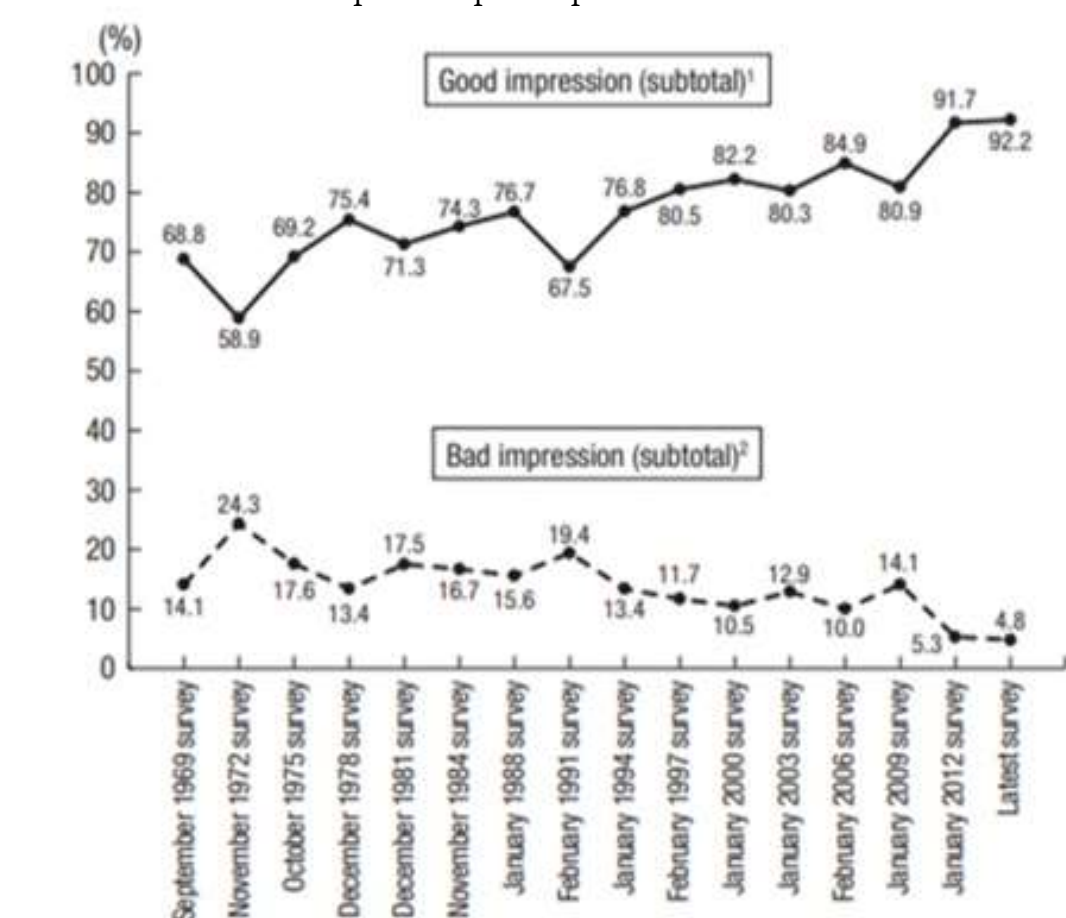 (%)
100
90
80
70
60
50
40
30
20
10
0
Good impression (subtotal)¹
68.8
58.9
69.2
75.4
71.3
74.3
76.7
67.5
76.8
80.5
82.2
80.3
84.9
80.9
91.7
92.2
Bad impression (subtotal)²
14.1
24.3
17.6
13.4
17.5
16.7
15.6
19.4
13.4
11.7
10.5
12.9
10.0
14.1
5.3
4.8
September 1969 survey
November 1972 survey
October 1975 survey
December 1978 survey
December 1981 survey
November 1984 survey
January 1988 survey
February 1991 survey
January 1994 survey
February 1997 survey
January 2000 survey
January 2003 survey
February 2006 survey
January 2009 survey
January 2012 survey
Latest survey